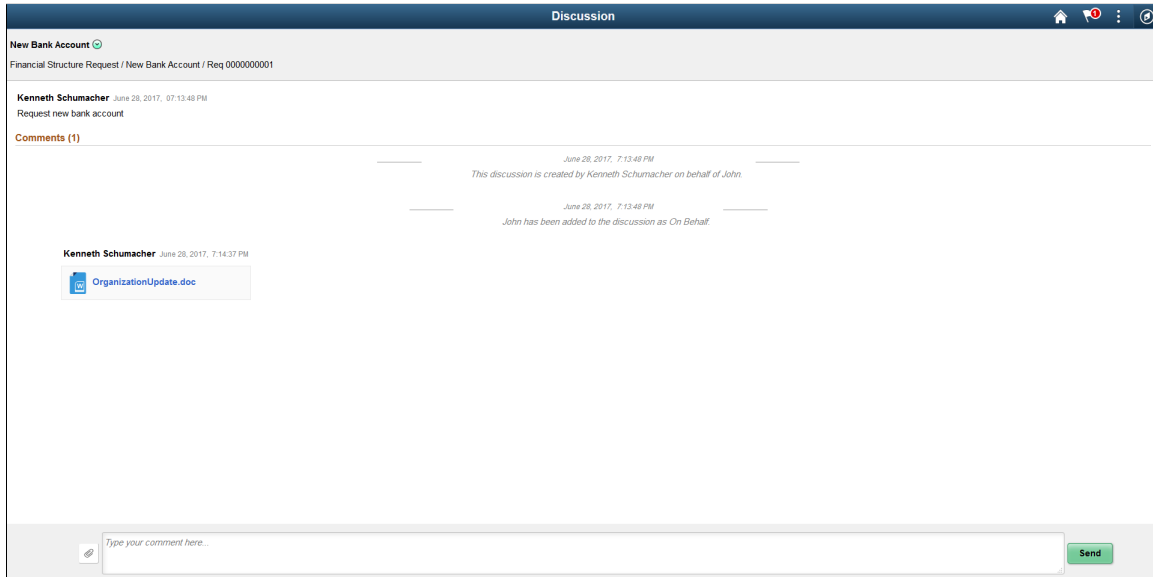 Discussion
1
New Bank Account
Financial Structure Request / New Bank Account / Req 0000000001
Kenneth Schumacher June 28, 2017, 07:13:48 PM
Request new bank account
Comments (1)
June 28, 2017, 7:13:48 PM
This discussion is created by Kenneth Schumacher on behalf of John.
June 28, 2017, 7:13:48 PM
John has been added to the discussion as On Behalf.
Kenneth Schumacher June 28, 2017, 7:14:37 PM
W
OrganizationUpdate.doc
Type your comment here...
Send